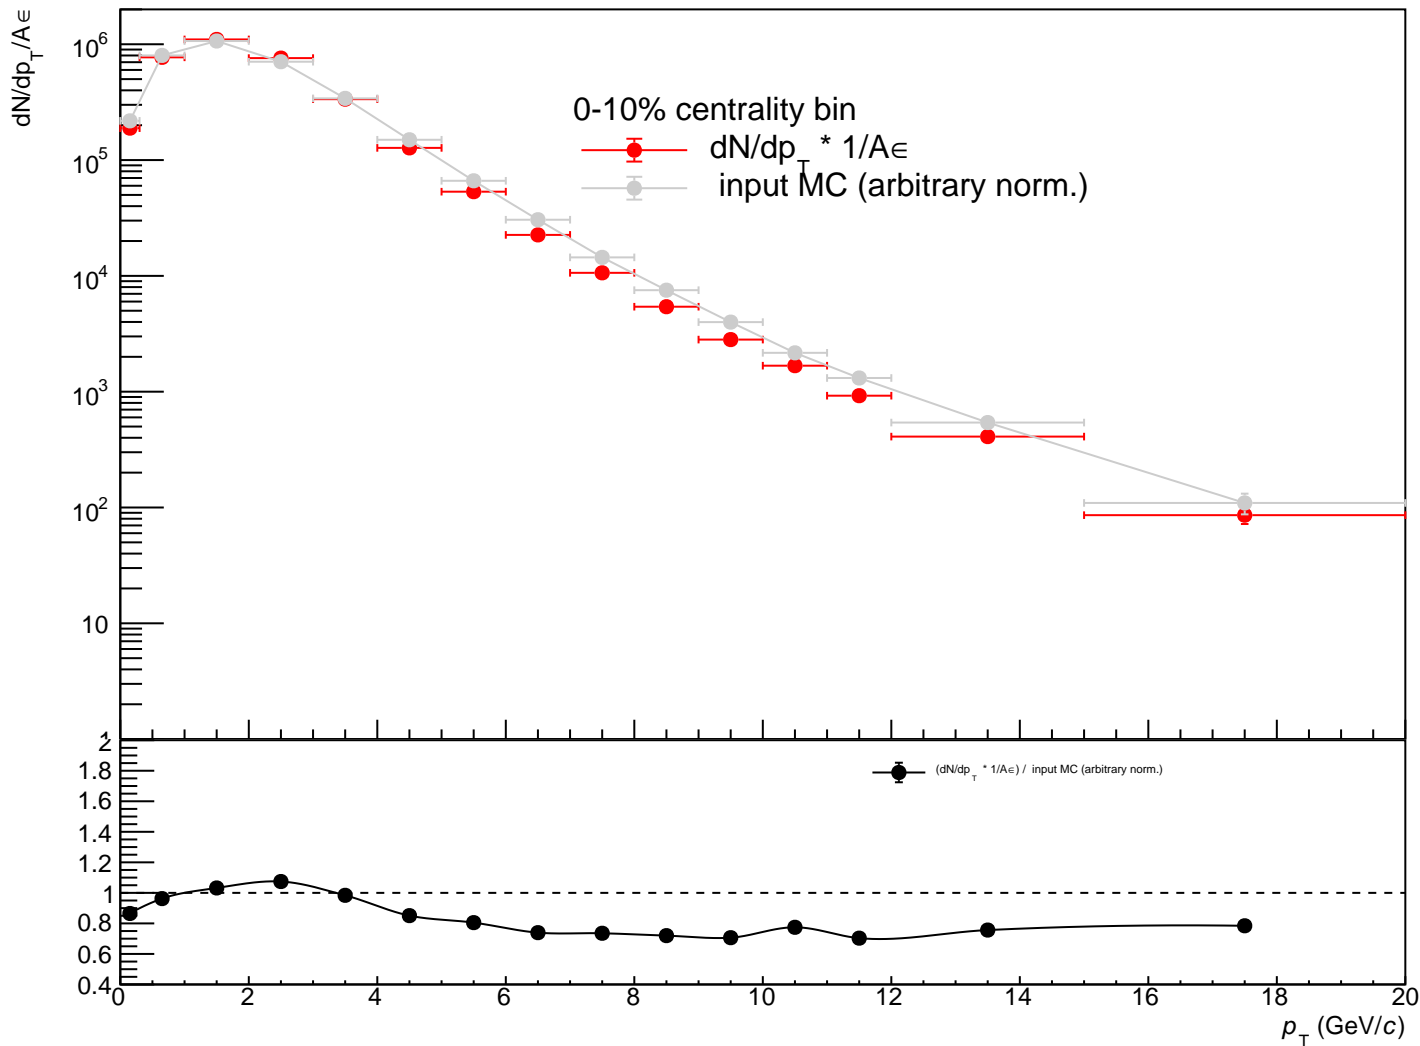 dN/dp_T/A∈
10^6
10^5
10^4
10^3
10^2
10
1
0-10% centrality bin
dN/dp_T * 1/A∈
input MC (arbitrary norm.)
2
1.8
1.6
1.4
1.2
1
0.8
0.6
0.4
(dN/dp_T * 1/A∈) / input MC (arbitrary norm.)
0 2 4 6 8 10 12 14 16 18 20
p_T (GeV/c)